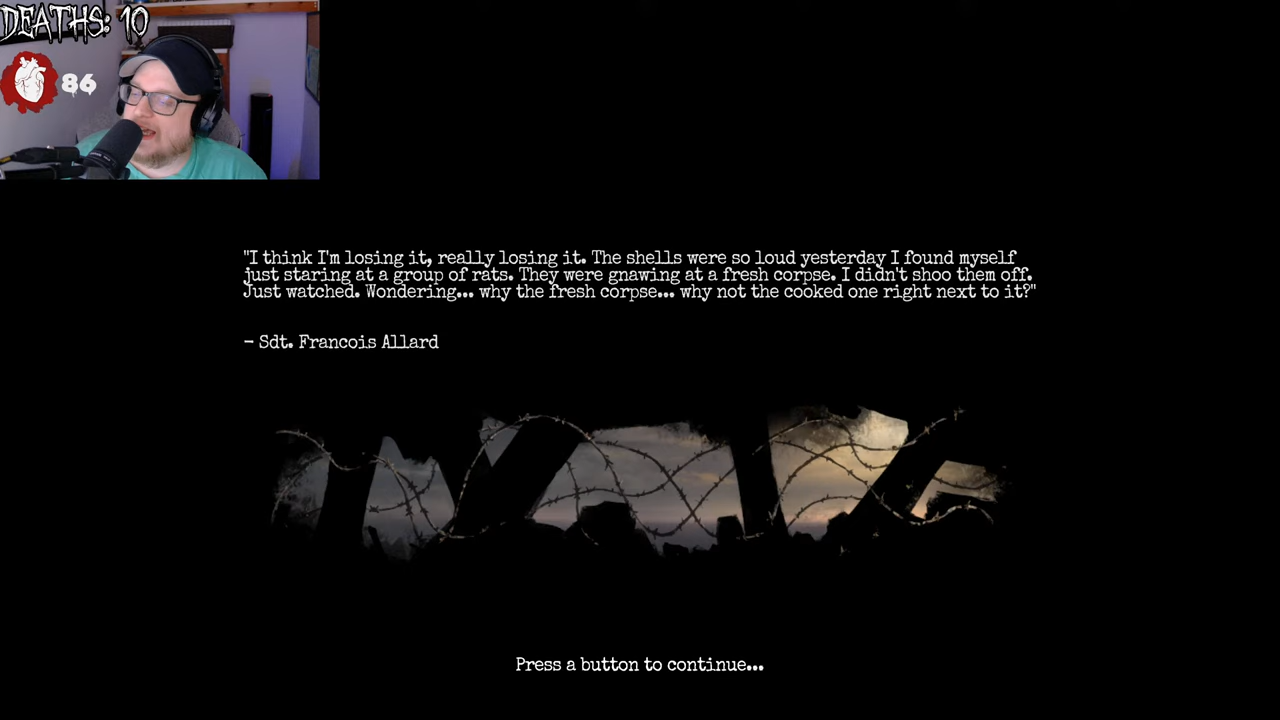 DEATHS: 10
86
"I think I'm losing it, really losing it. The shells were so loud yesterday I found myself
just staring at a group of rats. They were gnawing at a fresh corpse. I didn't shoo them off.
Just watched. Wondering... why the fresh corpse... why not the cooked one right next to it?"
- Sdt. Francois Allard
Press a button to continue...